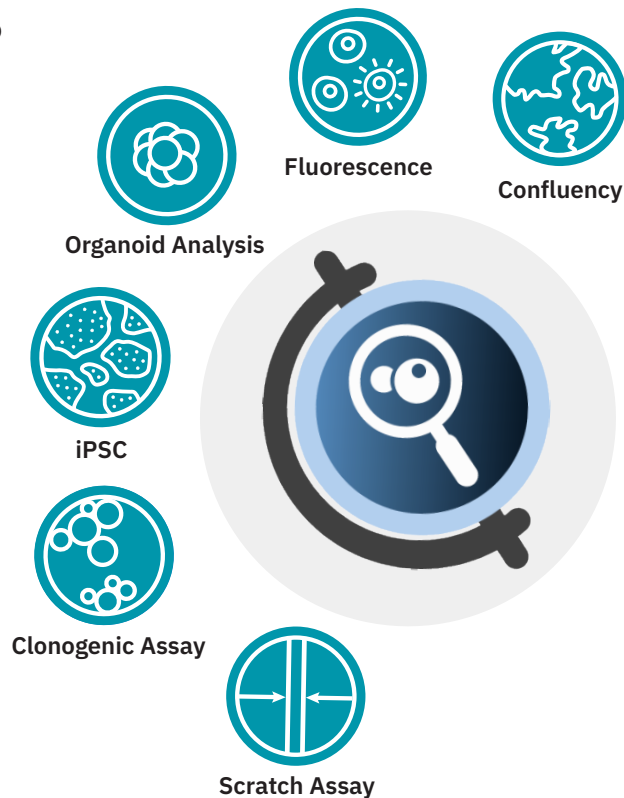 Fluorescence
Confluency
Organoid Analysis
iPSC
Clonogenic Assay
Scratch Assay